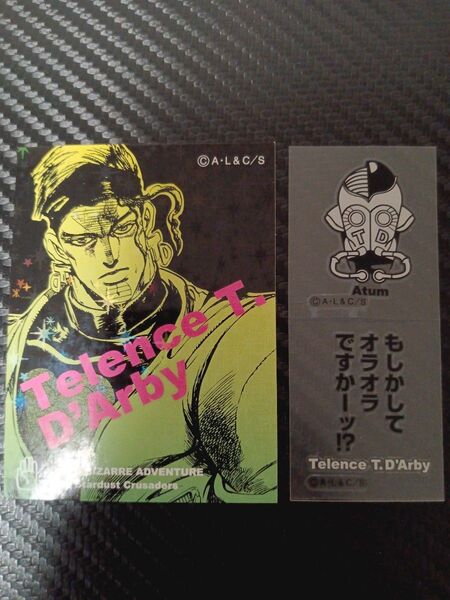 ©A・L&C/S
Telence T.
D'Arby
BIZARRE ADVENTURE
Stardust Crusaders
T D
Atum
©A・L&C/S
もしかして
オラオラ
ですかーッ!?
Telence T.D'Arby
©A・L&C/S